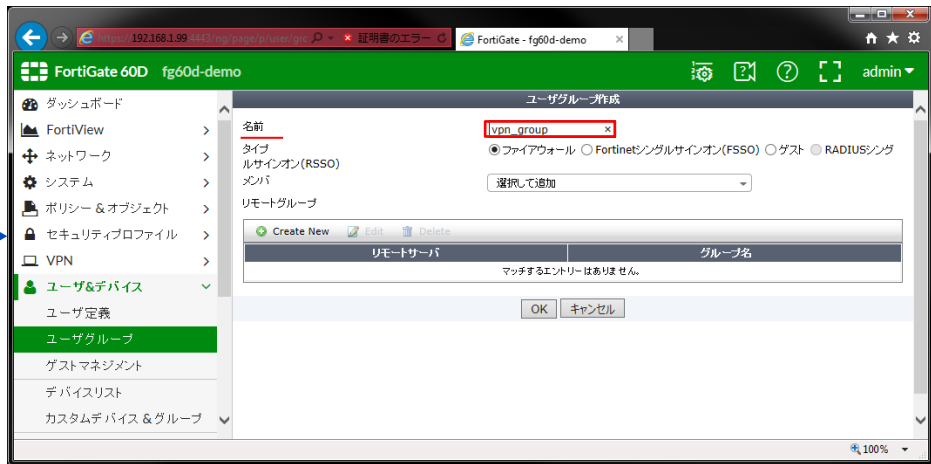 https://192.168.1.99:4443/ng/page/p/user/grc
証明書のエラー
FortiGate - fg60d-demo
FortiGate 60D fg60d-demo
admin
ダッシュボード
FortiView
ネットワーク
システム
ポリシー & オブジェクト
セキュリティプロファイル
VPN
ユーザ&デバイス
ユーザ定義
ユーザグループ
ゲストマネジメント
デバイスリスト
カスタムデバイス & グループ
ユーザグループ作成
名前 vpn_group
タイプ ファイアウォール Fortinetシングルサインオン(FSSO) ゲスト RADIUSシング
ルサインオン(RSSO)
メンバ 選択して追加
リモートグループ
Create New Edit Delete
リモートサーバ グループ名
マッチするエントリーはありません。
OK キャンセル
100%